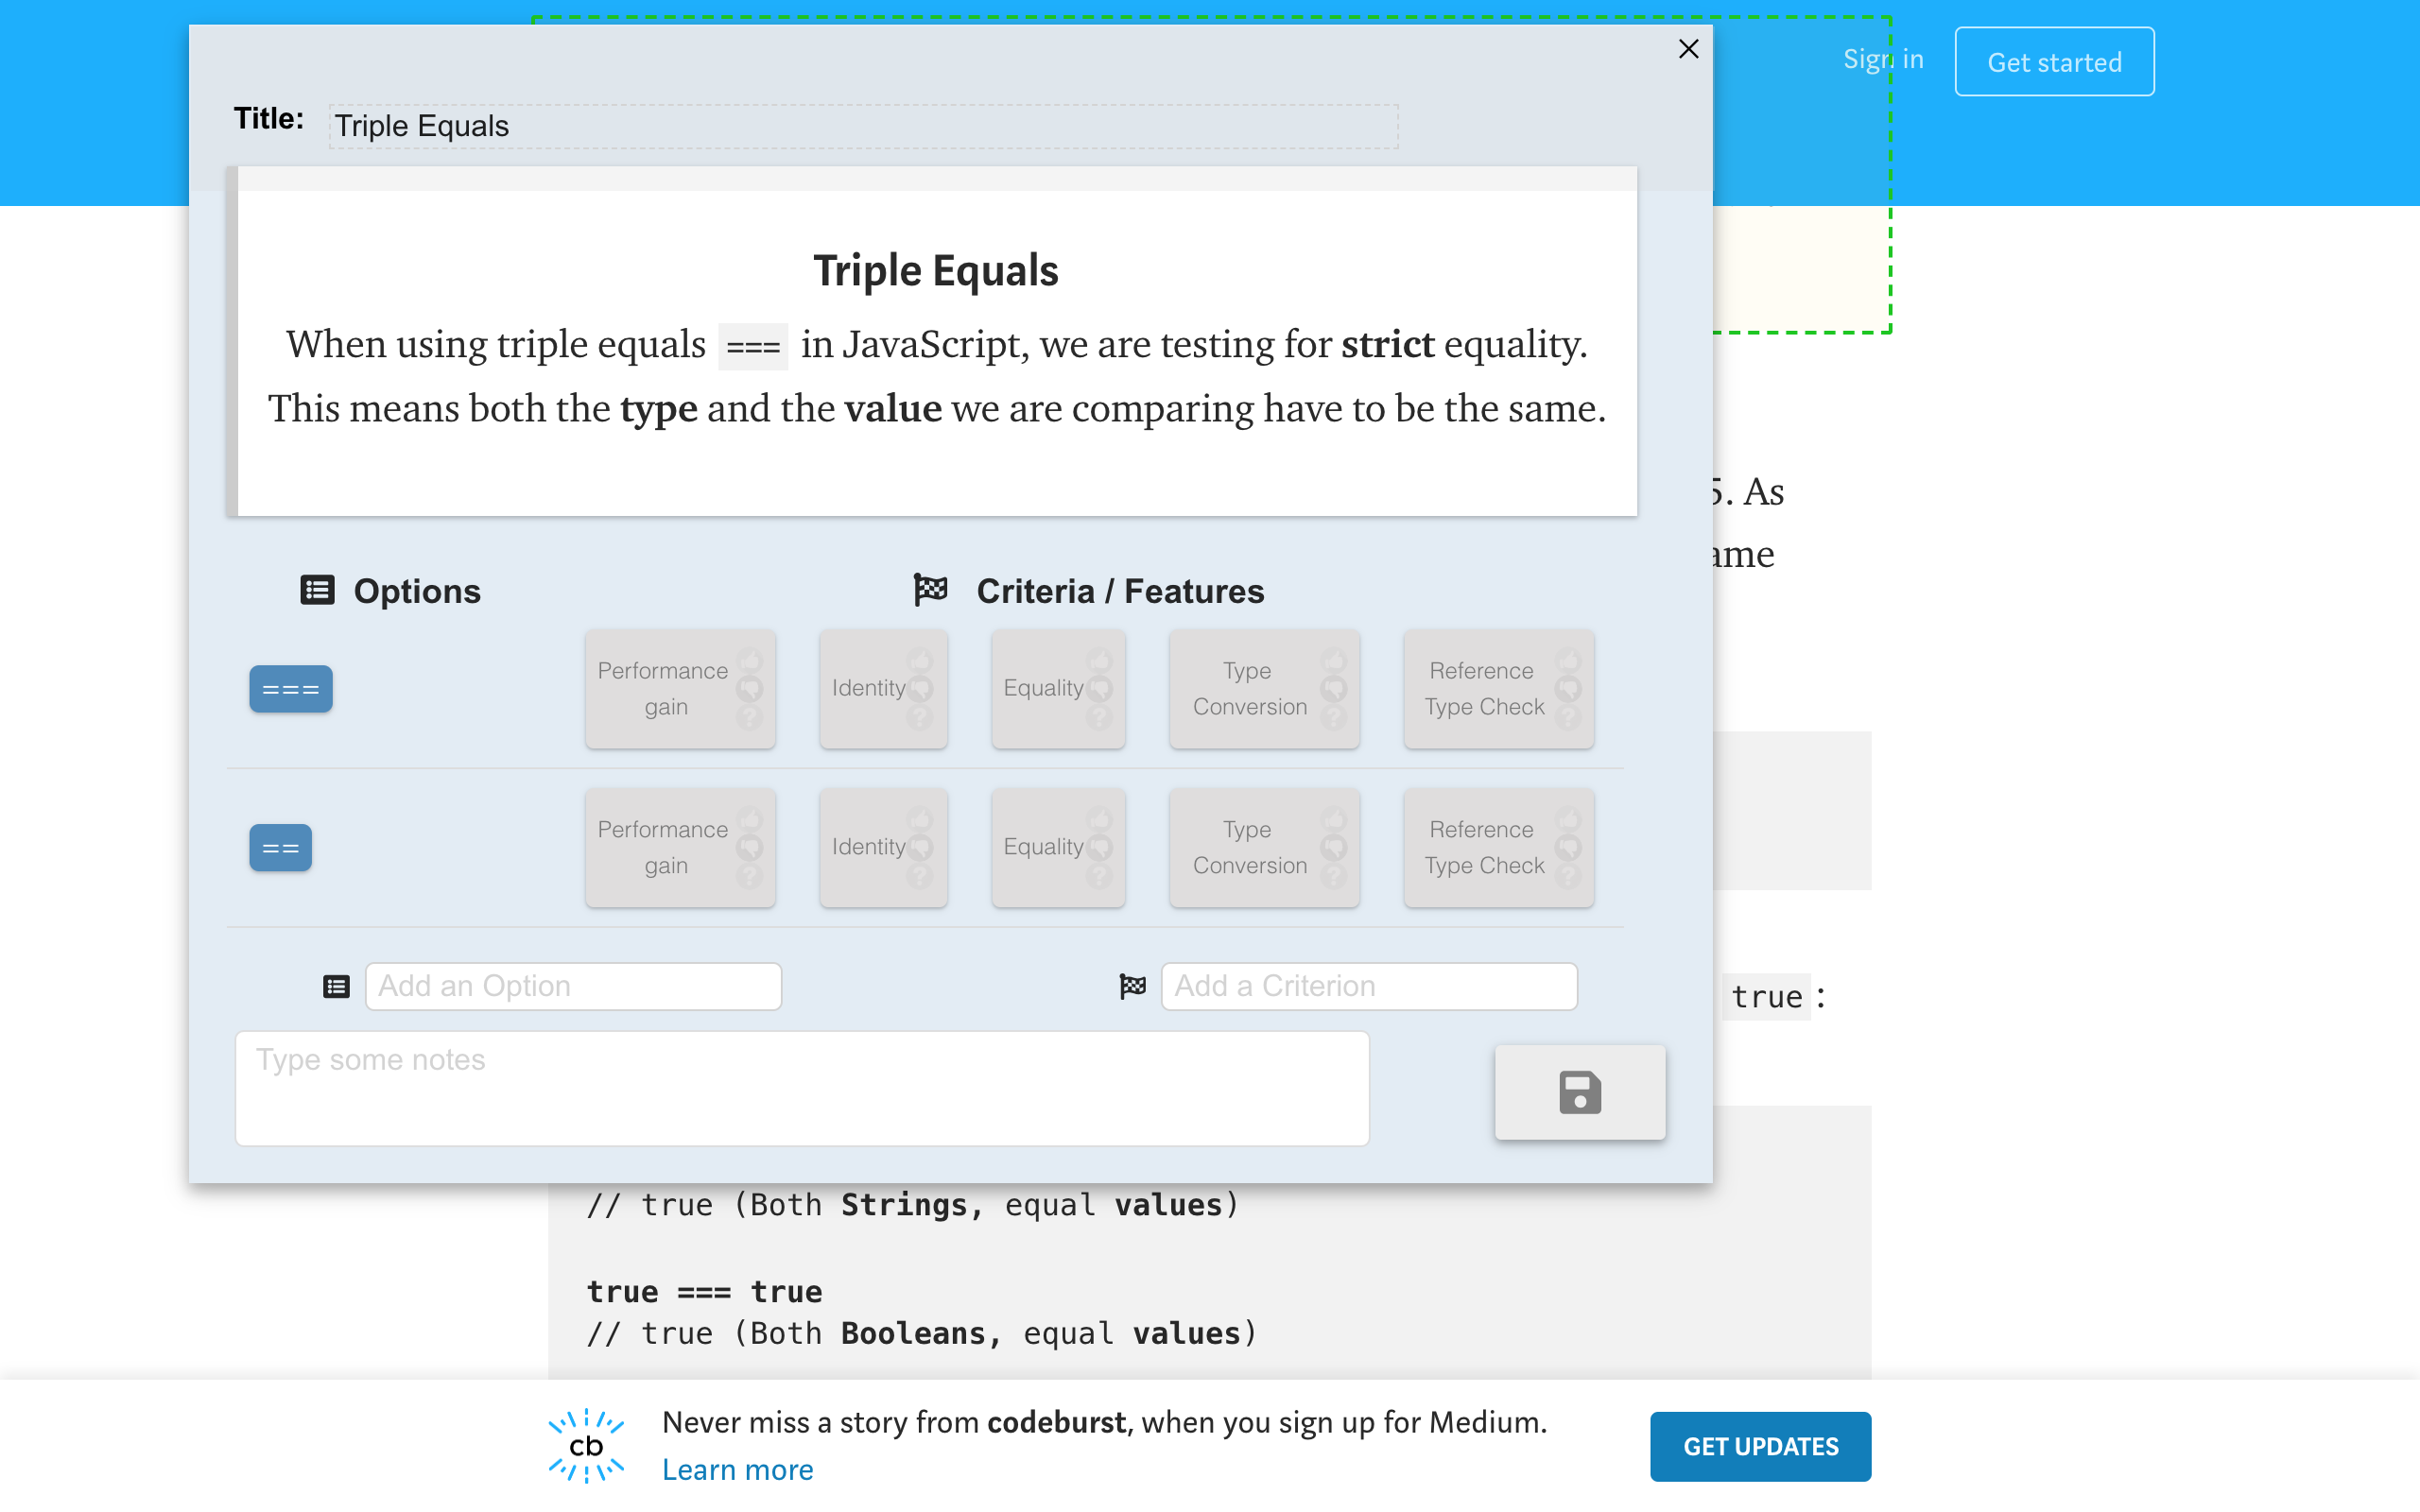 Sign in
Get started
Title: Triple Equals
Triple Equals
When using triple equals === in JavaScript, we are testing for strict equality.
This means both the type and the value we are comparing have to be the same.
5. As
ame
Options
Criteria / Features
===
Performance gain
Identity
Equality
Type Conversion
Reference Type Check
==
Performance gain
Identity
Equality
Type Conversion
Reference Type Check
Add an Option
Add a Criterion
true:
Type some notes
// true (Both Strings, equal values)
true === true
// true (Both Booleans, equal values)
cb
Never miss a story from codeburst, when you sign up for Medium.
Learn more
GET UPDATES